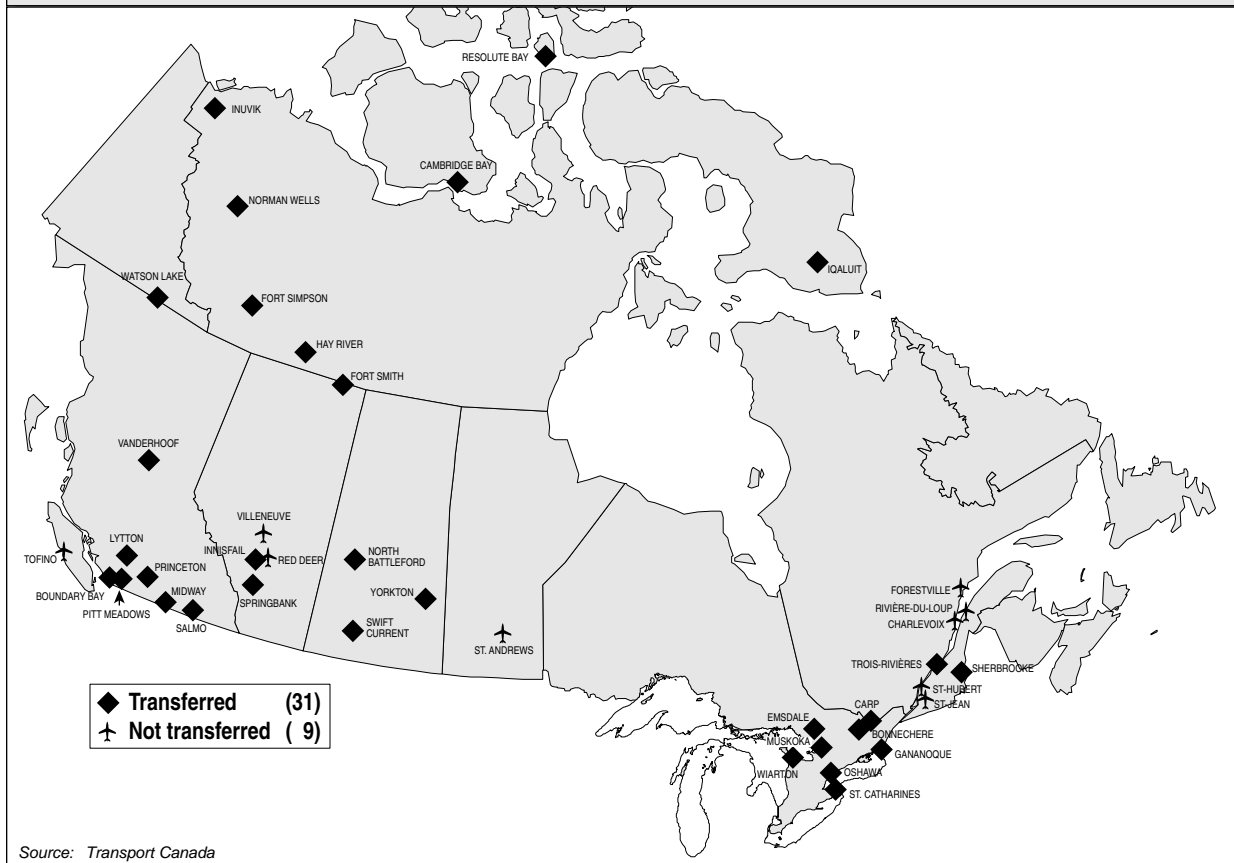 RESOLUTE BAY
INUVIK
CAMBRIDGE BAY
NORMAN WELLS
IQALUIT
WATSON LAKE
FORT SIMPSON
HAY RIVER
FORT SMITH
VANDERHOOF
VILLENEUVE
LYTTON
TOFINO
INNISFAIL
RED DEER
NORTH
BATTLEFORD
PRINCETON
BOUNDARY BAY
MIDWAY
SPRINGBANK
YORKTON
PITT MEADOWS
SALMO
SWIFT
CURRENT
ST. ANDREWS
FORESTVILLE
RIVIÈRE-DU-LOUP
CHARLEVOIX
TROIS-RIVIÈRES
SHERBROOKE
ST-HUBERT
ST-JEAN
CARP
EMSDALE
BONNECHERE
MUSKOKA
GANANOQUE
WIARTON
OSHAWA
ST. CATHARINES
Transferred (31)
Not transferred ( 9)
Source: Transport Canada